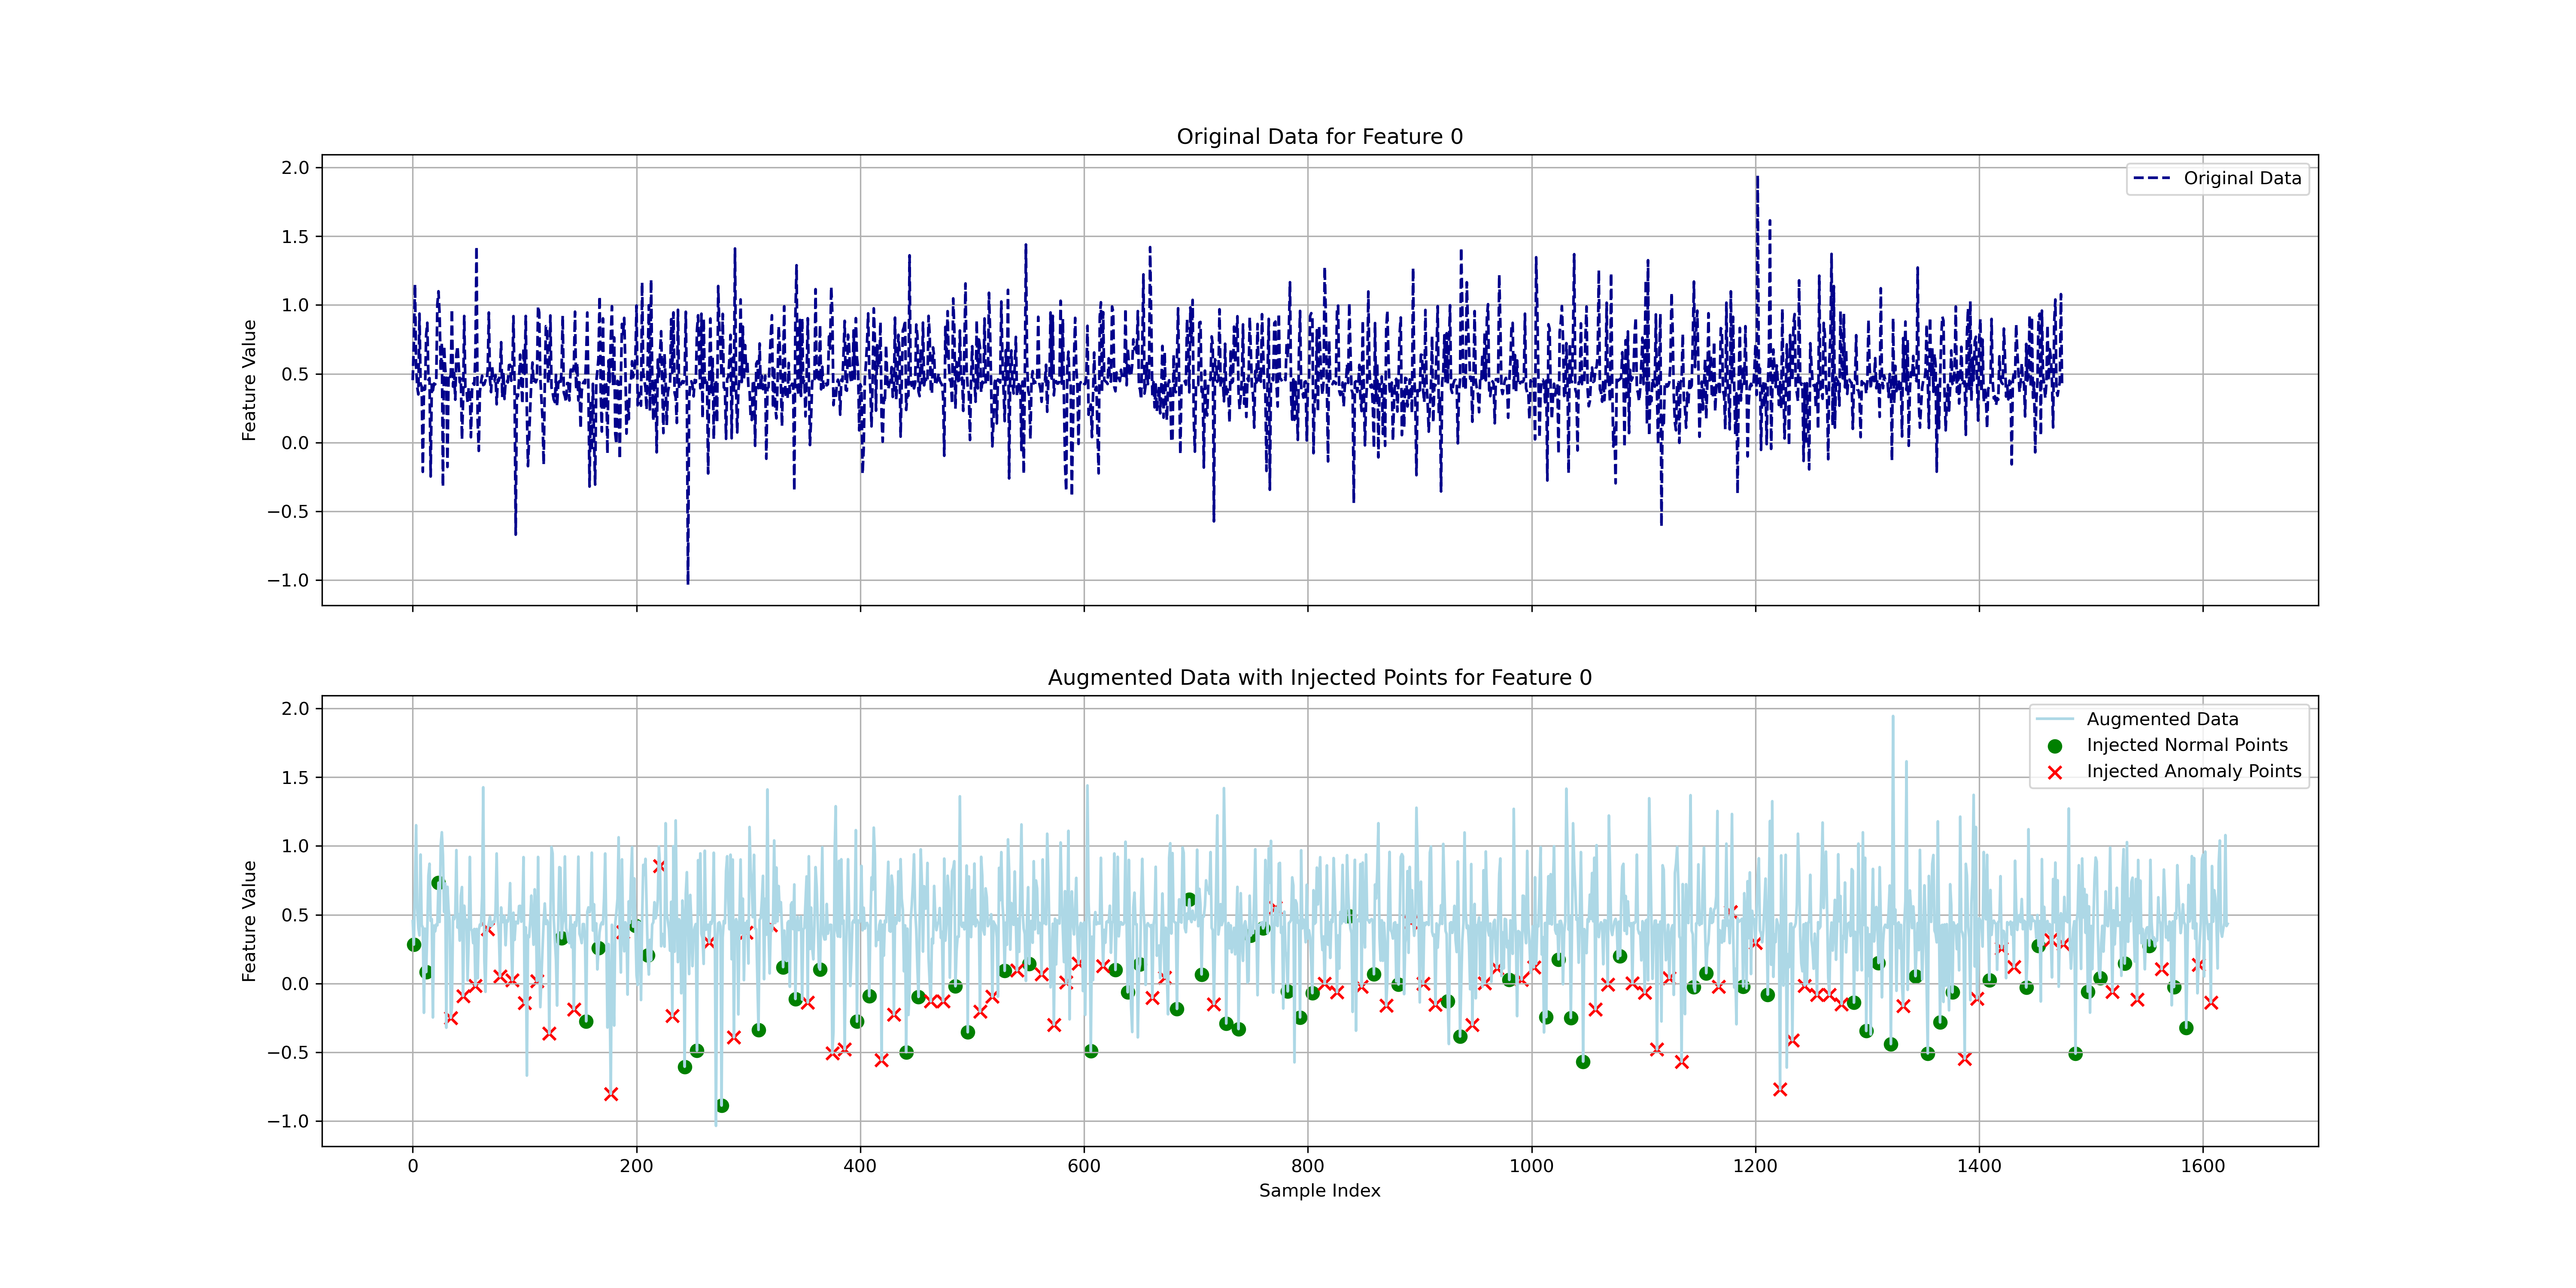 Original Data for Feature 0
2.0
1.5
1.0
0.5
0.0
−0.5
−1.0
Feature Value
Original Data
Augmented Data with Injected Points for Feature 0
2.0
1.5
1.0
0.5
0.0
−0.5
−1.0
Feature Value
Augmented Data
Injected Normal Points
Injected Anomaly Points
0 200 400 600 800 1000 1200 1400 1600
Sample Index